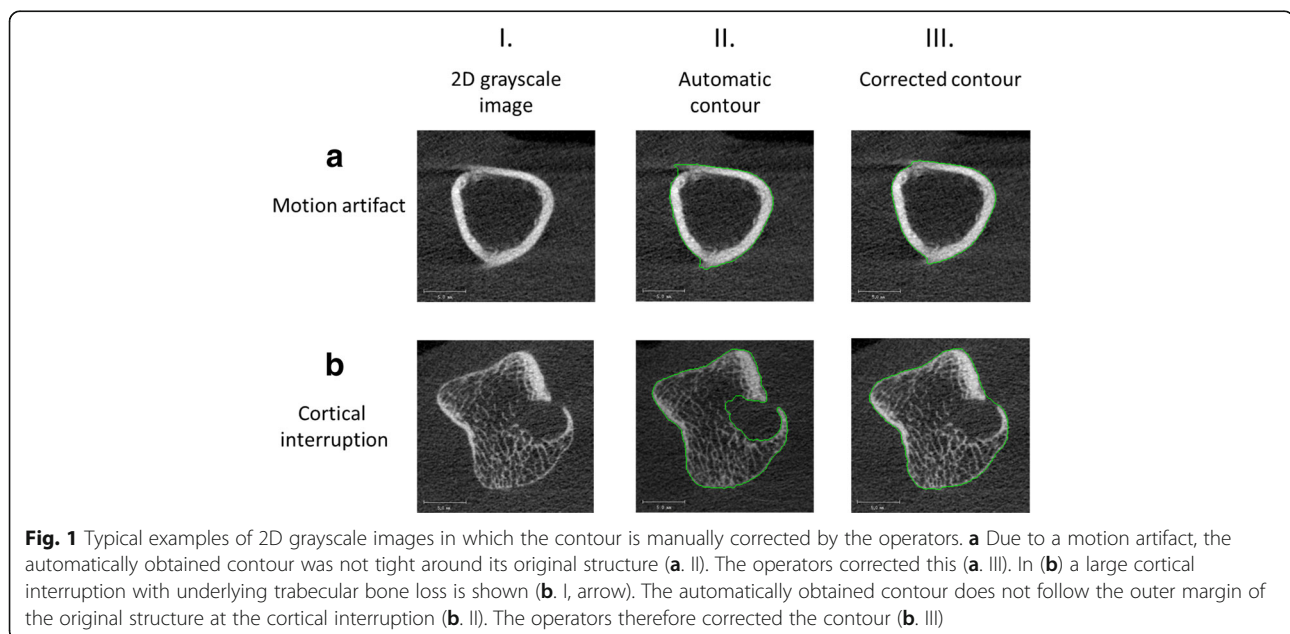 I. II. III.
2D grayscale image Automatic contour Corrected contour
a
Motion artifact
b
Cortical interruption
Fig. 1 Typical examples of 2D grayscale images in which the contour is manually corrected by the operators. a Due to a motion artifact, the
automatically obtained contour was not tight around its original structure (a. II). The operators corrected this (a. III). In (b) a large cortical
interruption with underlying trabecular bone loss is shown (b. I, arrow). The automatically obtained contour does not follow the outer margin of
the original structure at the cortical interruption (b. II). The operators therefore corrected the contour (b. III)